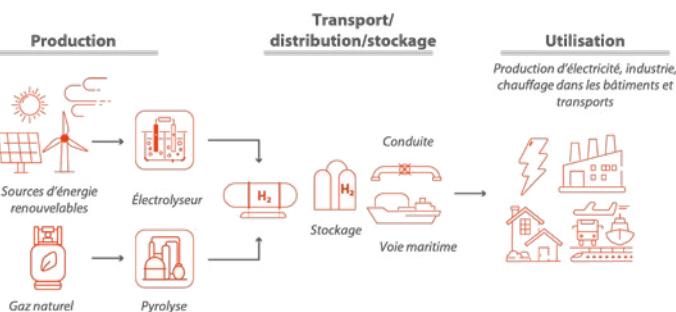 Production
Transport/
distribution/stockage
Utilisation
Production d'électricité, industrie,
chauffage dans les bâtiments et
transports
Sources d'énergie
renouvelables
Électrolyseur
H₂
H₂
Stockage
Conduite
Voie maritime
Gaz naturel
Pyrolyse